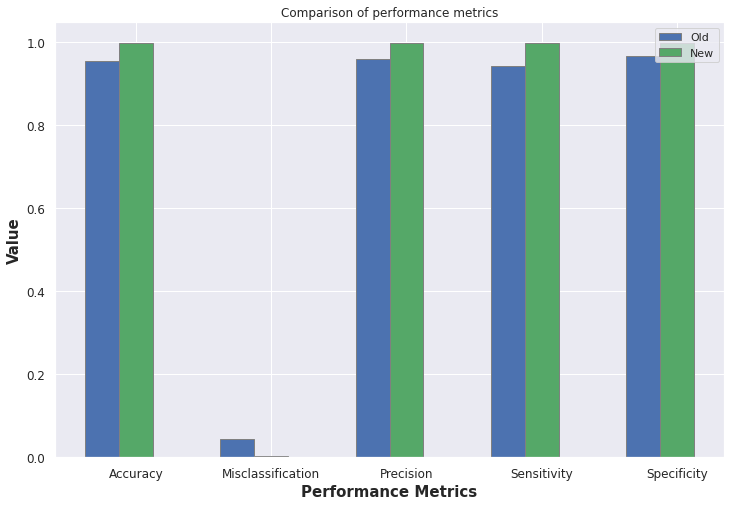 Comparison of performance metrics
Old
New
1.0
0.8
0.6
0.4
0.2
0.0
Value
Accuracy
Misclassification
Precision
Sensitivity
Specificity
Performance Metrics